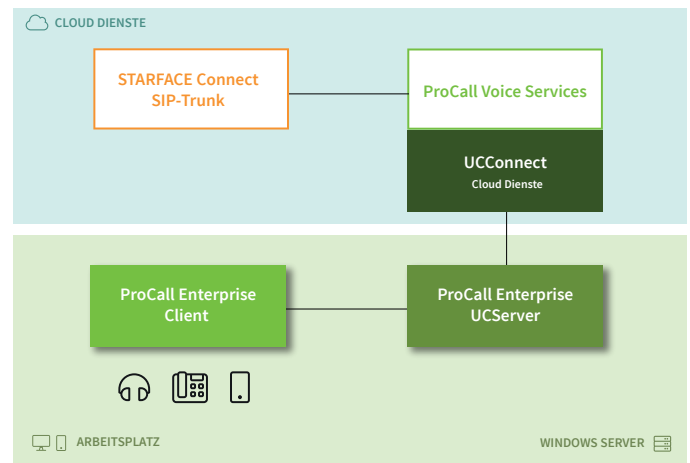 CLOUD DIENSTE
STARFACE Connect
SIP-Trunk
ProCall Voice Services
UCConnect
Cloud Dienste
ProCall Enterprise
Client
ProCall Enterprise
UCServer
ARBEITSPLATZ
WINDOWS SERVER